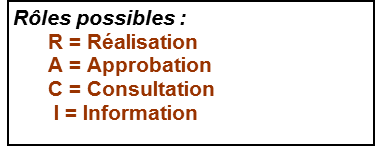 Rôles possibles :
R = Réalisation
A = Approbation
C = Consultation
I = Information